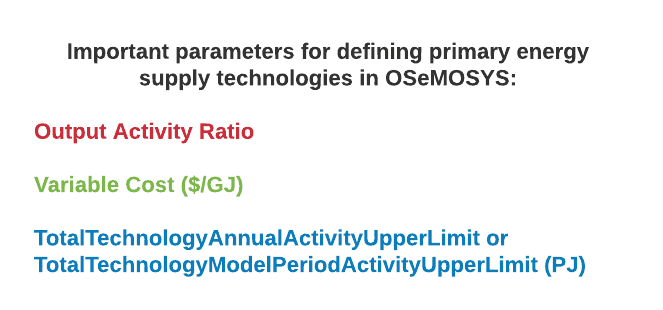 Important parameters for defining primary energy
supply technologies in OSeMOSYS:
Output Activity Ratio
Variable Cost ($/GJ)
TotalTechnologyAnnualActivityUpperLimit or
TotalTechnologyModelPeriodActivityUpperLimit (PJ)